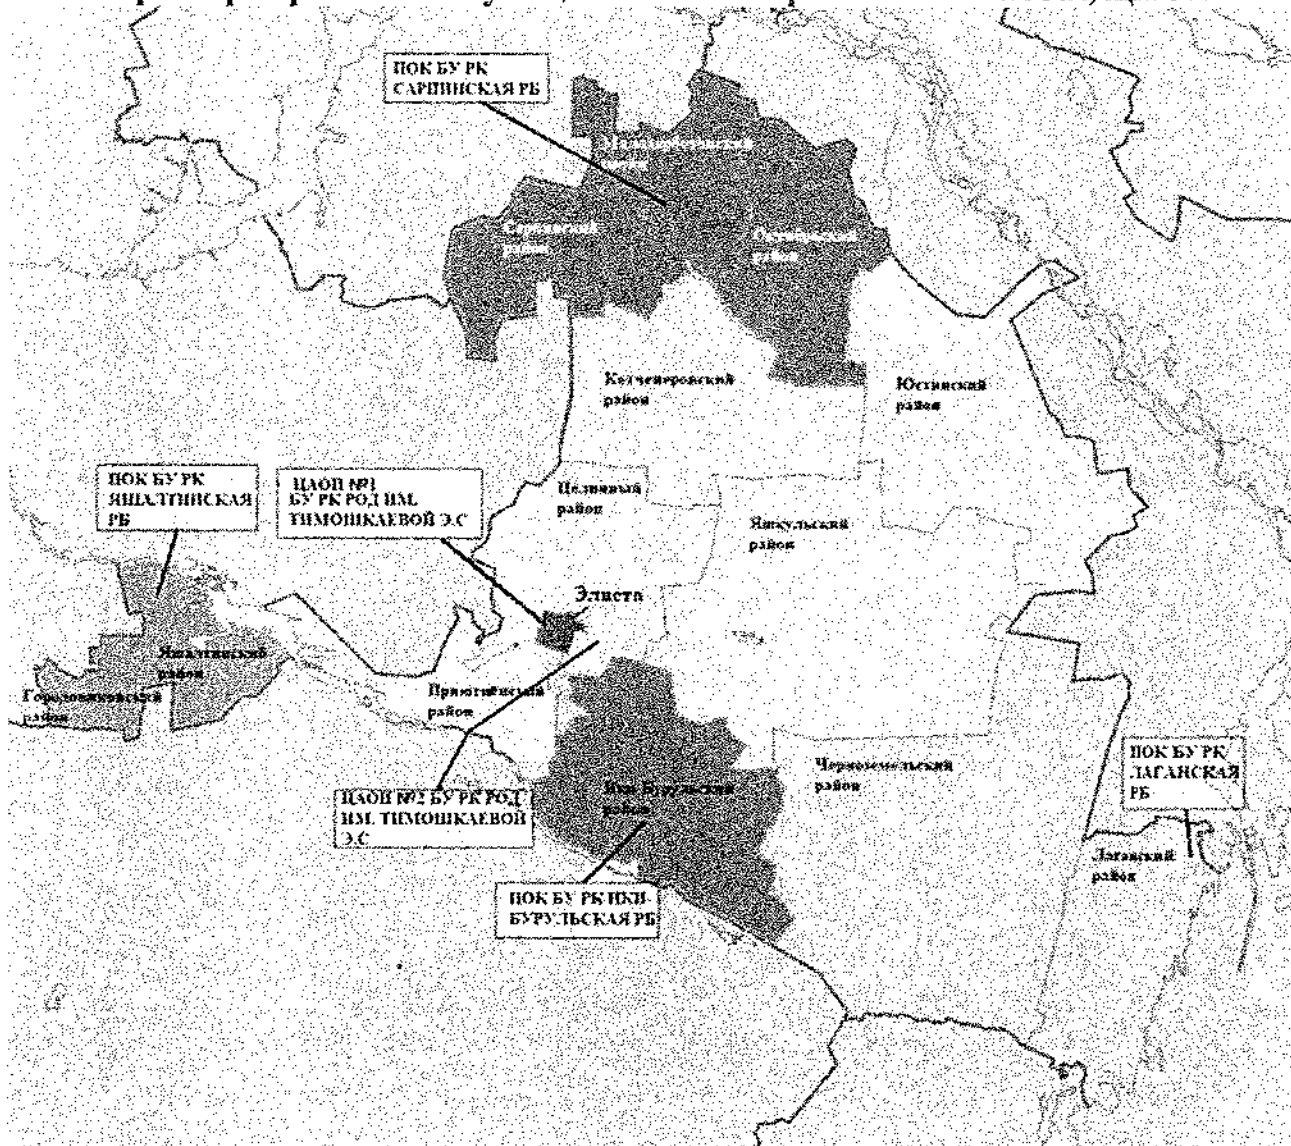 ПОК БУ РК
САРПИНСКАЯ РБ
район
Сарпинский
район
Октябрьский
район
Кетченеровский
район
Юстинский
район
ПОК БУ РК
ЯШАЛТИНСКАЯ
РБ
ЦАОП №1
БУ РК РОД ИМ.
ТИМОШКАЕВОЙ Э.С
Целинный
район
Яшкульский
район
Элиста
Яшалтинский
район
Городовиковский
район
Приютненский
район
ЦАОП №2 БУ РК РОД
ИМ. ТИМОШКАЕВОЙ
Э.С
Ики-Бурульский
район
Черноземельский
район
ПОК БУ РК
ЛАГАНСКАЯ
РБ
Лаганский
район
ПОК БУ РК ИКИ-
БУРУЛЬСКАЯ РБ